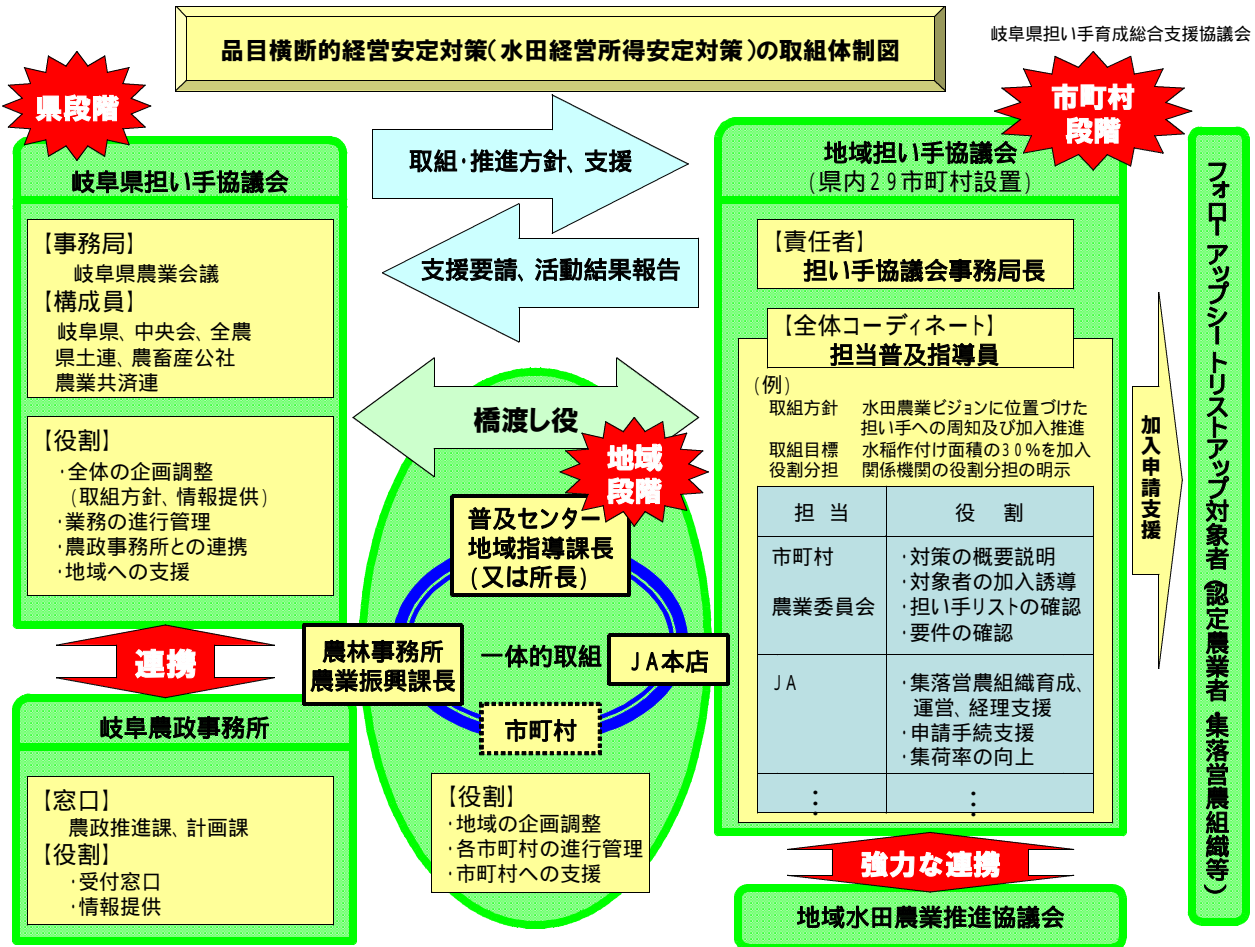 品目横断的経営安定対策(水田経営所得安定対策)の取組体制図
岐阜県担い手育成総合支援協議会
県段階
岐阜県担い手協議会
【事務局】
岐阜県農業会議
【構成員】
岐阜県、中央会、全農
県土連、農畜産公社
農業共済連
【役割】
・全体の企画調整
(取組方針、情報提供)
・業務の進行管理
・農政事務所との連携
・地域への支援
連携
岐阜農政事務所
【窓口】
農政推進課、計画課
【役割】
・受付窓口
・情報提供
取組・推進方針、支援
支援要請、活動結果報告
橋渡し役
地域
段階
普及センター
地域指導課長
(又は所長)
農林事務所
農業振興課長
一体的取組
JA本店
市町村
【役割】
・地域の企画調整
・各市町村の進行管理
・市町村への支援
市町村
段階
地域担い手協議会
(県内29市町村設置)
【責任者】
担い手協議会事務局長
【全体コーディネート】
担当普及指導員
(例)
取組方針 水田農業ビジョンに位置づけた
担い手への周知及び加入推進
取組目標 水稲作付け面積の30%を加入
役割分担 関係機関の役割分担の明示
担 当 役 割
市町村 ・対策の概要説明
・対象者の加入誘導
農業委員会 ・担い手リストの確認
・要件の確認
JA ・集落営農組織育成、
運営、経理支援
・申請手続支援
・集荷率の向上
： ：
強力な連携
地域水田農業推進協議会
加入申請支援
フォローアップシートリストアップ対象者(認定農業者・集落営農組織等)